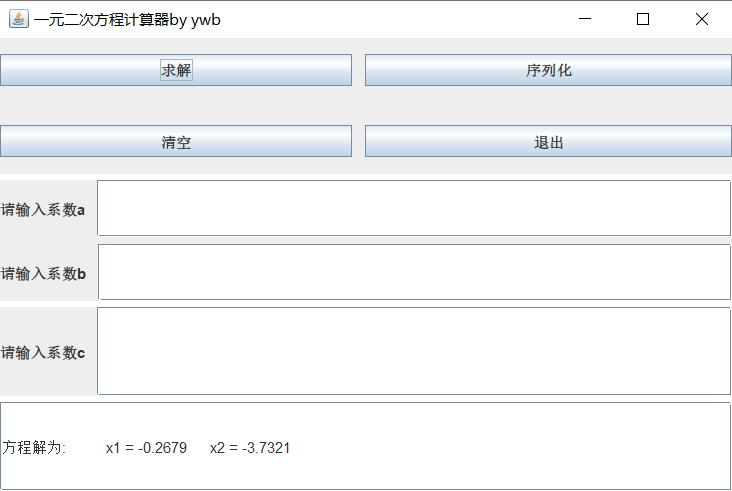 一元二次方程计算器by ywb
求解 序列化
清空 退出
请输入系数a
请输入系数b
请输入系数c
方程解为: x1 = -0.2679 x2 = -3.7321